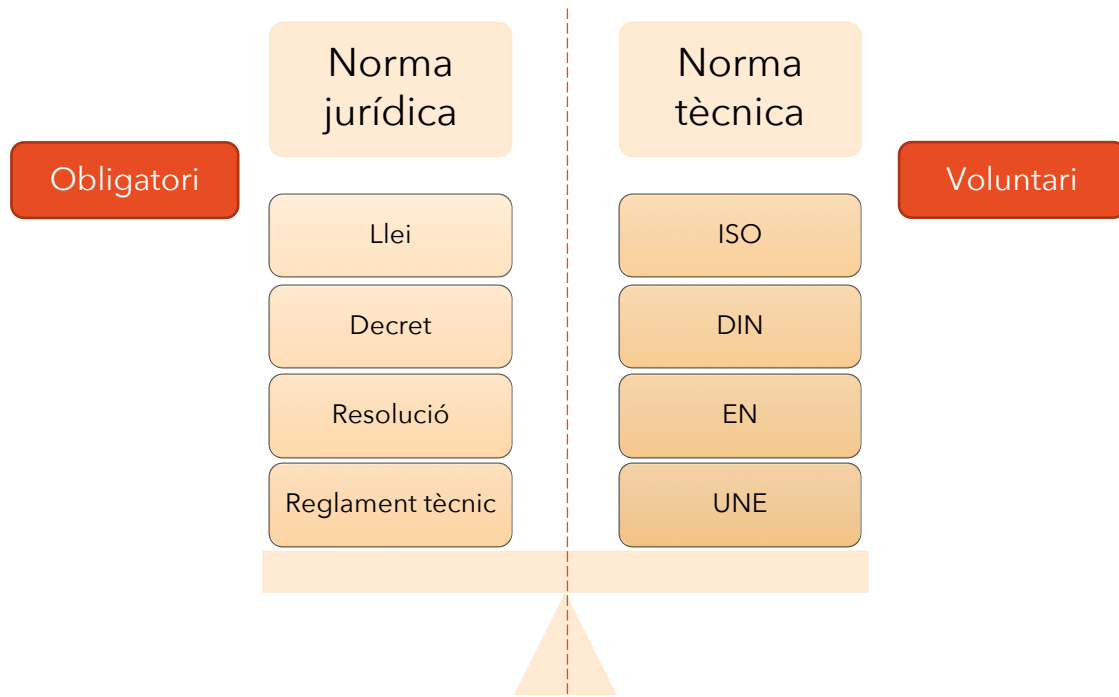 Norma
jurídica
Norma
tècnica
Obligatori
Voluntari
Llei
ISO
Decret
DIN
Resolució
EN
Reglament tècnic
UNE